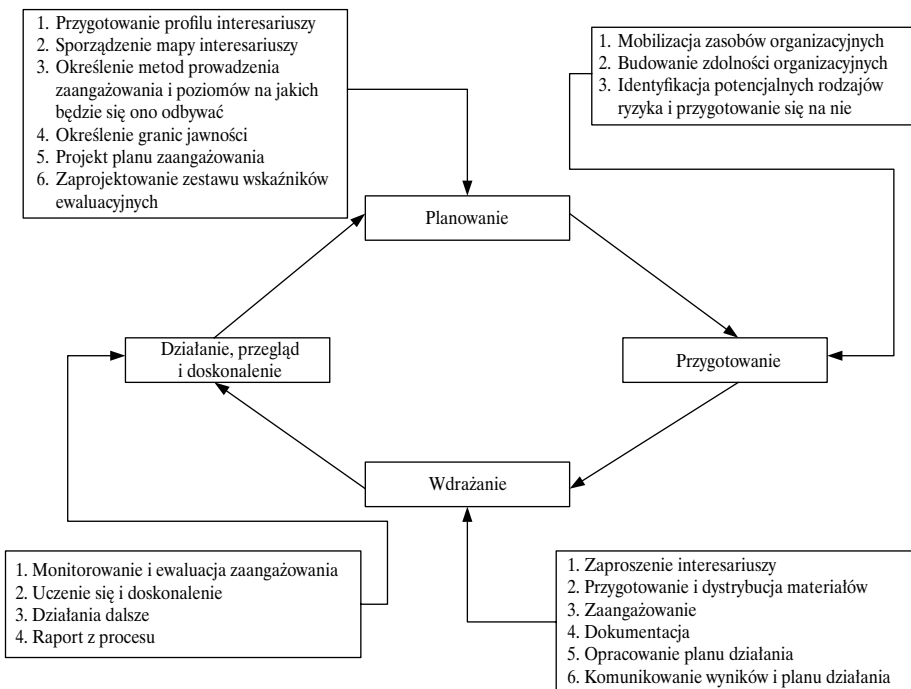 1. Przygotowanie profilu interesariuszy
2. Sporządzenie mapy interesariuszy
3. Określenie metod prowadzenia
zaangażowania i poziomów na jakich
będzie się ono odbywać
4. Określenie granic jawności
5. Projekt planu zaangażowania
6. Zaprojektowanie zestawu wskaźników
ewaluacyjnych
1. Mobilizacja zasobów organizacyjnych
2. Budowanie zdolności organizacyjnych
3. Identyfikacja potencjalnych rodzajów
ryzyka i przygotowanie się na nie
Planowanie
Działanie, przegląd
i doskonalenie
Przygotowanie
Wdrażanie
1. Monitorowanie i ewaluacja zaangażowania
2. Uczenie się i doskonalenie
3. Działania dalsze
4. Raport z procesu
1. Zaproszenie interesariuszy
2. Przygotowanie i dystrybucja materiałów
3. Zaangażowanie
4. Dokumentacja
5. Opracowanie planu działania
6. Komunikowanie wyników i planu działania